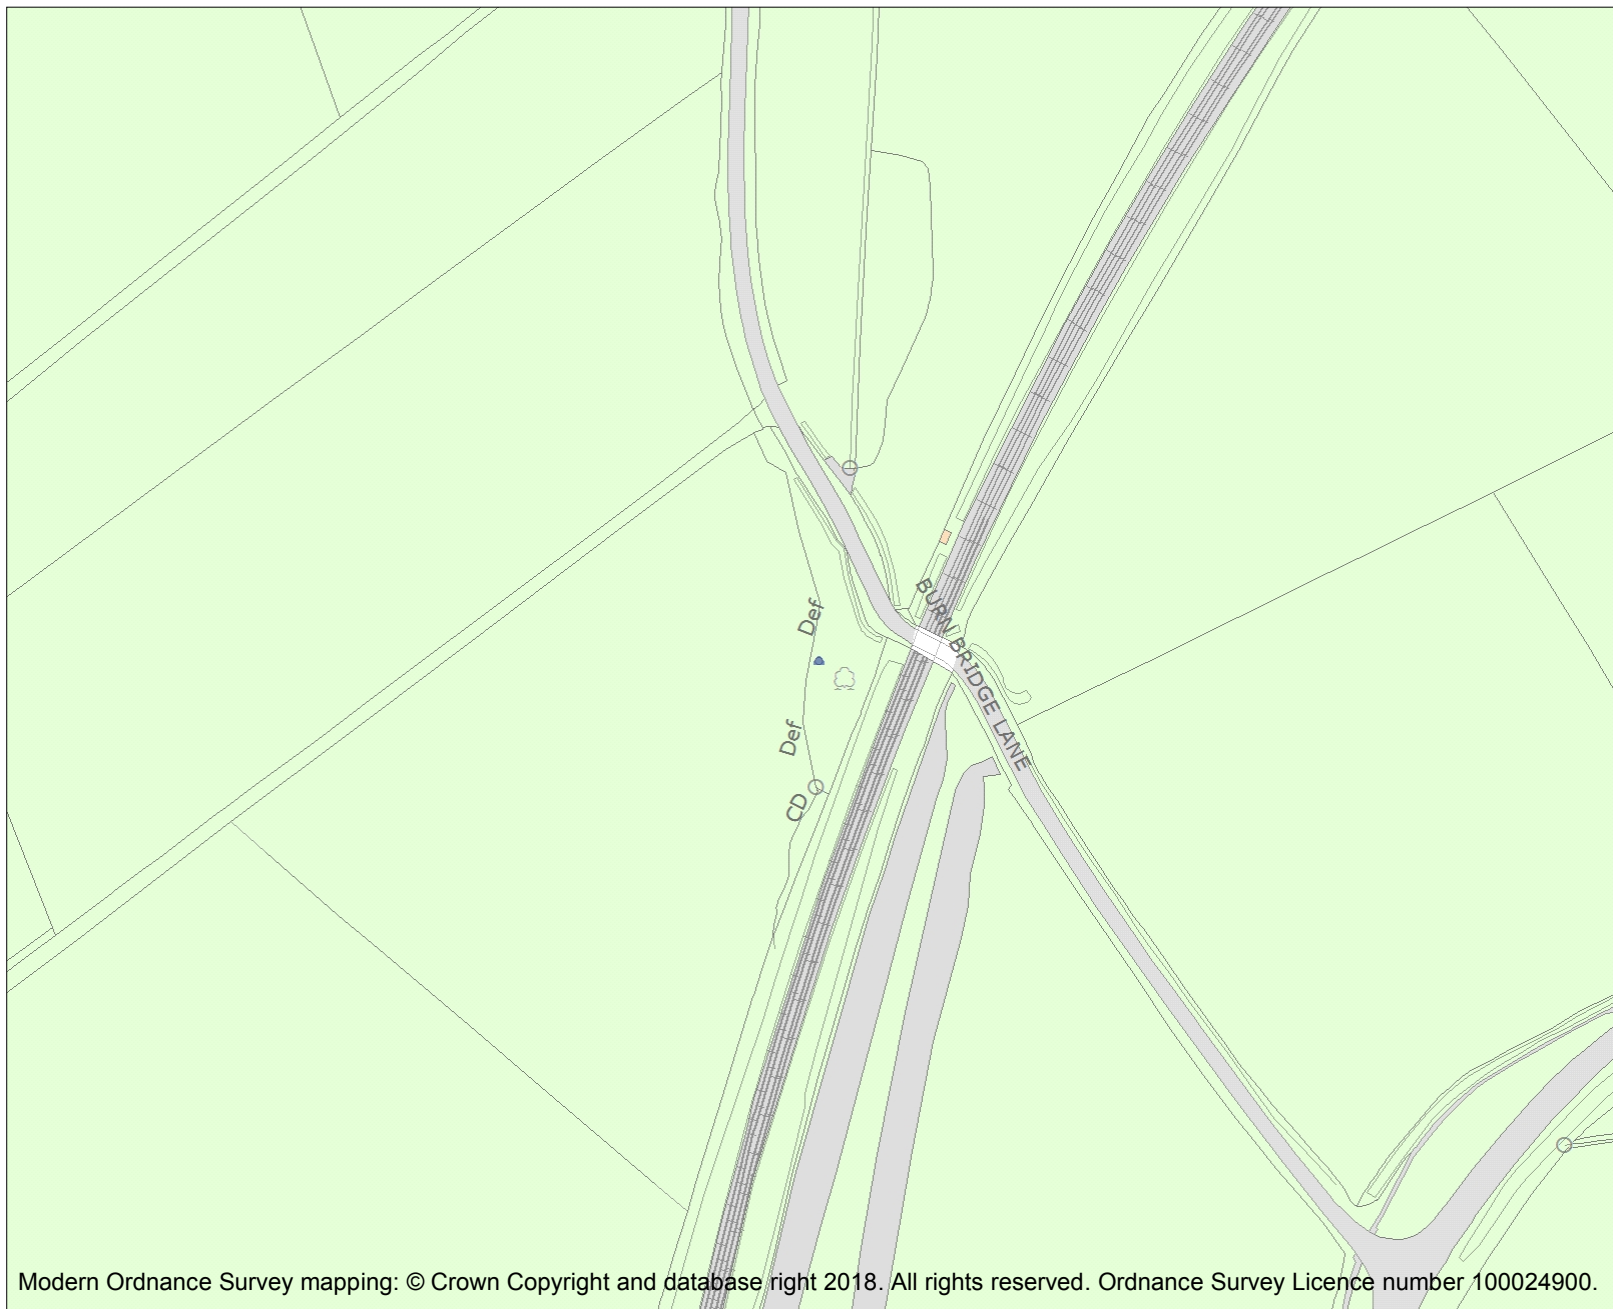 BURN BRIDGE LANE
Def
Def
CD
Modern Ordnance Survey mapping: © Crown Copyright and database right 2018. All rights reserved. Ordnance Survey Licence number 100024900.